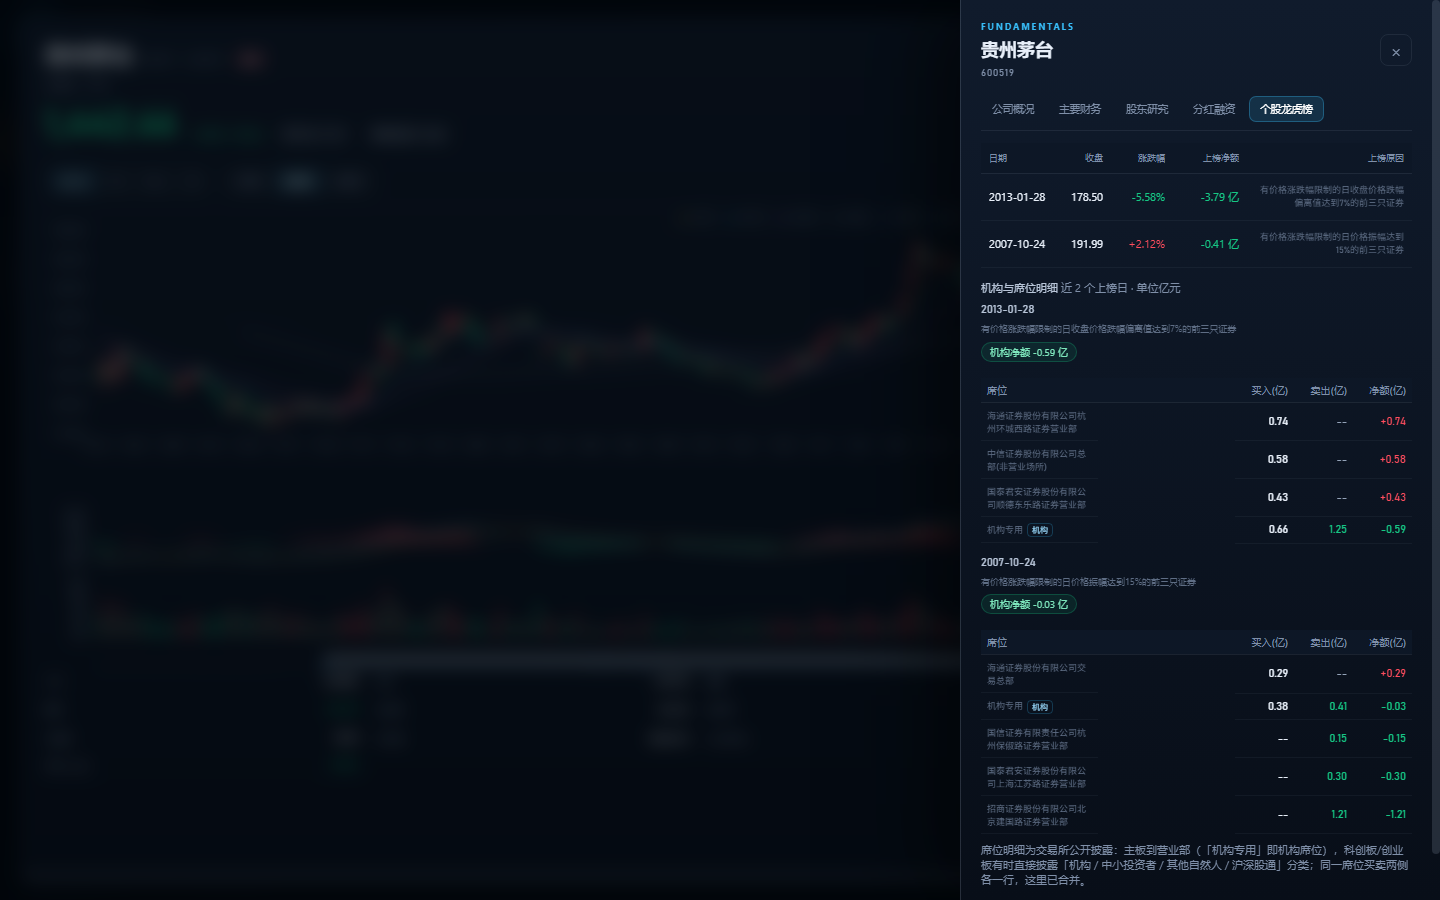 FUNDAMENTALS
贵州茅台
×
600519
公司概况 主要财务 股东研究 分红融资 个股龙虎榜
日期 收盘 涨跌幅 上榜净额 上榜原因
2013-01-28 178.50 -5.58% -3.79 亿 有价格涨跌幅限制的日收盘价格跌幅
偏离值达到7%的前三只证券
2007-10-24 191.99 +2.12% -0.41 亿 有价格涨跌幅限制的日价格振幅达到
15%的前三只证券
机构与席位明细 近 2 个上榜日 · 单位亿元
2013-01-28
有价格涨跌幅限制的日收盘价格跌幅偏离值达到7%的前三只证券
机构净额 -0.59 亿
席位 买入(亿) 卖出(亿) 净额(亿)
海通证券股份有限公司杭
州环城西路证券营业部 0.74 -- +0.74
中信证券股份有限公司总
部(非营业场所) 0.58 -- +0.58
国泰君安证券股份有限公
司顺德东乐路证券营业部 0.43 -- +0.43
机构专用 机构 0.66 1.25 -0.59
2007-10-24
有价格涨跌幅限制的日价格振幅达到15%的前三只证券
机构净额 -0.03 亿
席位 买入(亿) 卖出(亿) 净额(亿)
海通证券股份有限公司交
易总部 0.29 -- +0.29
机构专用 机构 0.38 0.41 -0.03
国信证券有限责任公司杭
州保俶路证券营业部 -- 0.15 -0.15
国泰君安证券股份有限公
司上海江苏路证券营业部 -- 0.30 -0.30
招商证券股份有限公司北
京建国路证券营业部 -- 1.21 -1.21
席位明细为交易所公开披露：主板到营业部（「机构专用」即机构席位），科创板/创业
板有时直接披露「机构 / 中小投资者 / 其他自然人 / 沪深股通」分类；同一席位买卖两侧
各一行，这里已合并。